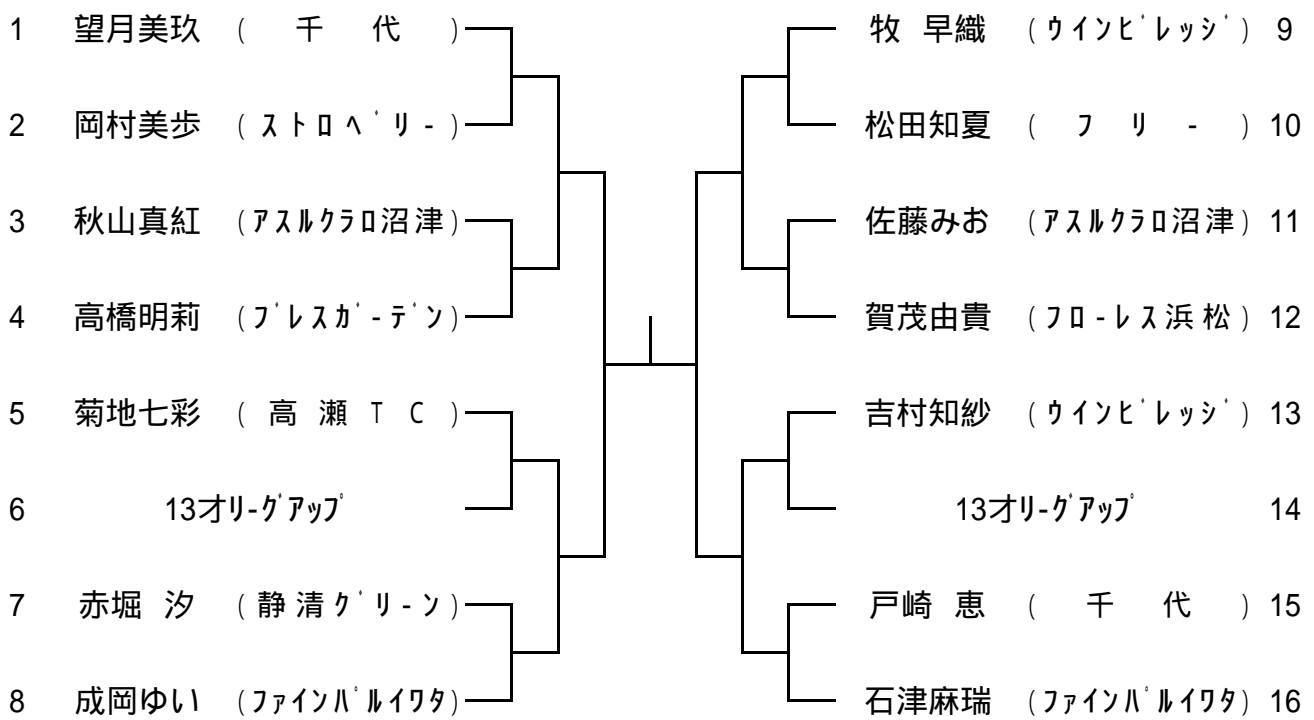 1 望月美玖 ( 千 代 )
2 岡村美歩 (ｽﾄﾛﾍﾞﾘｰ)
3 秋山真紅 (ｱｽﾙｸﾗﾛ沼津)
4 高橋明莉 (ﾌﾞﾚｽｶﾞｰﾃﾞﾝ)
5 菊地七彩 ( 高 瀬 T C )
6 13才ﾘｰｸﾞｱｯﾌﾟ
7 赤堀 汐 (静清ｸﾞﾘｰﾝ)
8 成岡ゆい (ﾌｧｲﾝﾊﾟﾙｲﾜﾀ)
牧 早織 (ｳｲﾝﾋﾞﾚｯｼﾞ) 9
松田知夏 ( ﾌ ﾘ ｰ ) 10
佐藤みお (ｱｽﾙｸﾗﾛ沼津) 11
賀茂由貴 (ﾌﾛｰﾚｽ浜松) 12
吉村知紗 (ｳｲﾝﾋﾞﾚｯｼﾞ) 13
13才ﾘｰｸﾞｱｯﾌﾟ 14
戸崎 恵 ( 千 代 ) 15
石津麻瑞 (ﾌｧｲﾝﾊﾟﾙｲﾜﾀ) 16